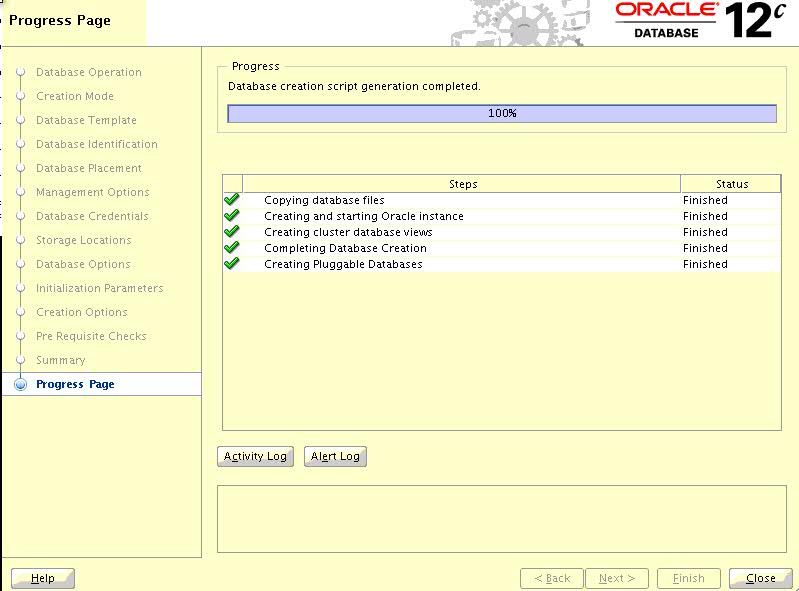 Progress Page
ORACLE®
DATABASE
12c
Database Operation
Creation Mode
Database Template
Database Identification
Database Placement
Management Options
Database Credentials
Storage Locations
Database Options
Initialization Parameters
Creation Options
Pre Requisite Checks
Summary
Progress Page
Progress
Database creation script generation completed.
100%
Steps Status
Copying database files Finished
Creating and starting Oracle instance Finished
Creating cluster database views Finished
Completing Database Creation Finished
Creating Pluggable Databases Finished
Activity Log Alert Log
Help < Back Next > Finish Close